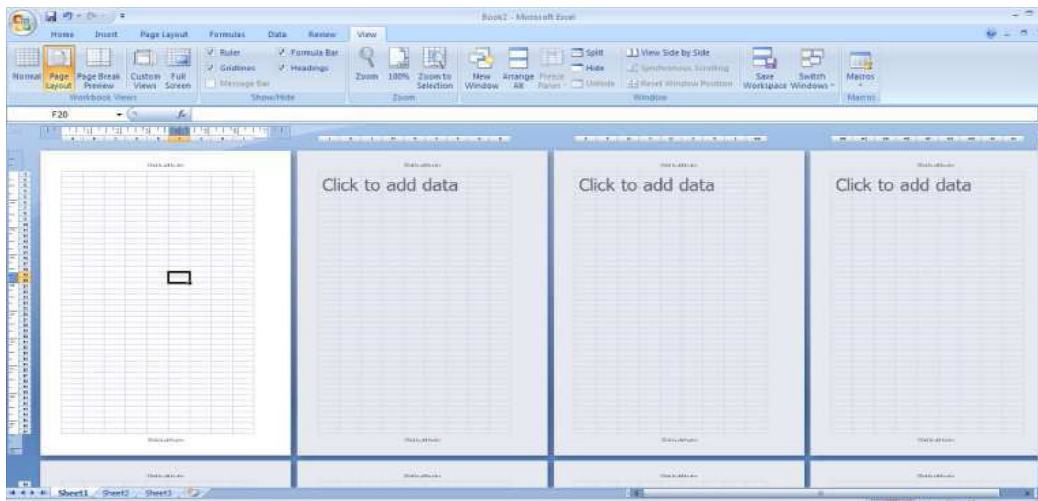 Book2 - Microsoft Excel
Home Insert Page Layout Formulas Data Review View
Normal Page Layout Page Break Preview Custom Views Full Screen
Workbook Views
Ruler Formula Bar
Gridlines Headings
Message Bar
Show/Hide
Zoom 100% Zoom to Selection
Zoom
New Window Arrange All Freeze Panes
Split
Hide
Unhide
View Side by Side
Synchronous Scrolling
Reset Window Position
Window
Save Workspace Switch Windows
Macros
Macros
F20 fx
Click to add data Click to add data Click to add data
Sheet1 Sheet2 Sheet3